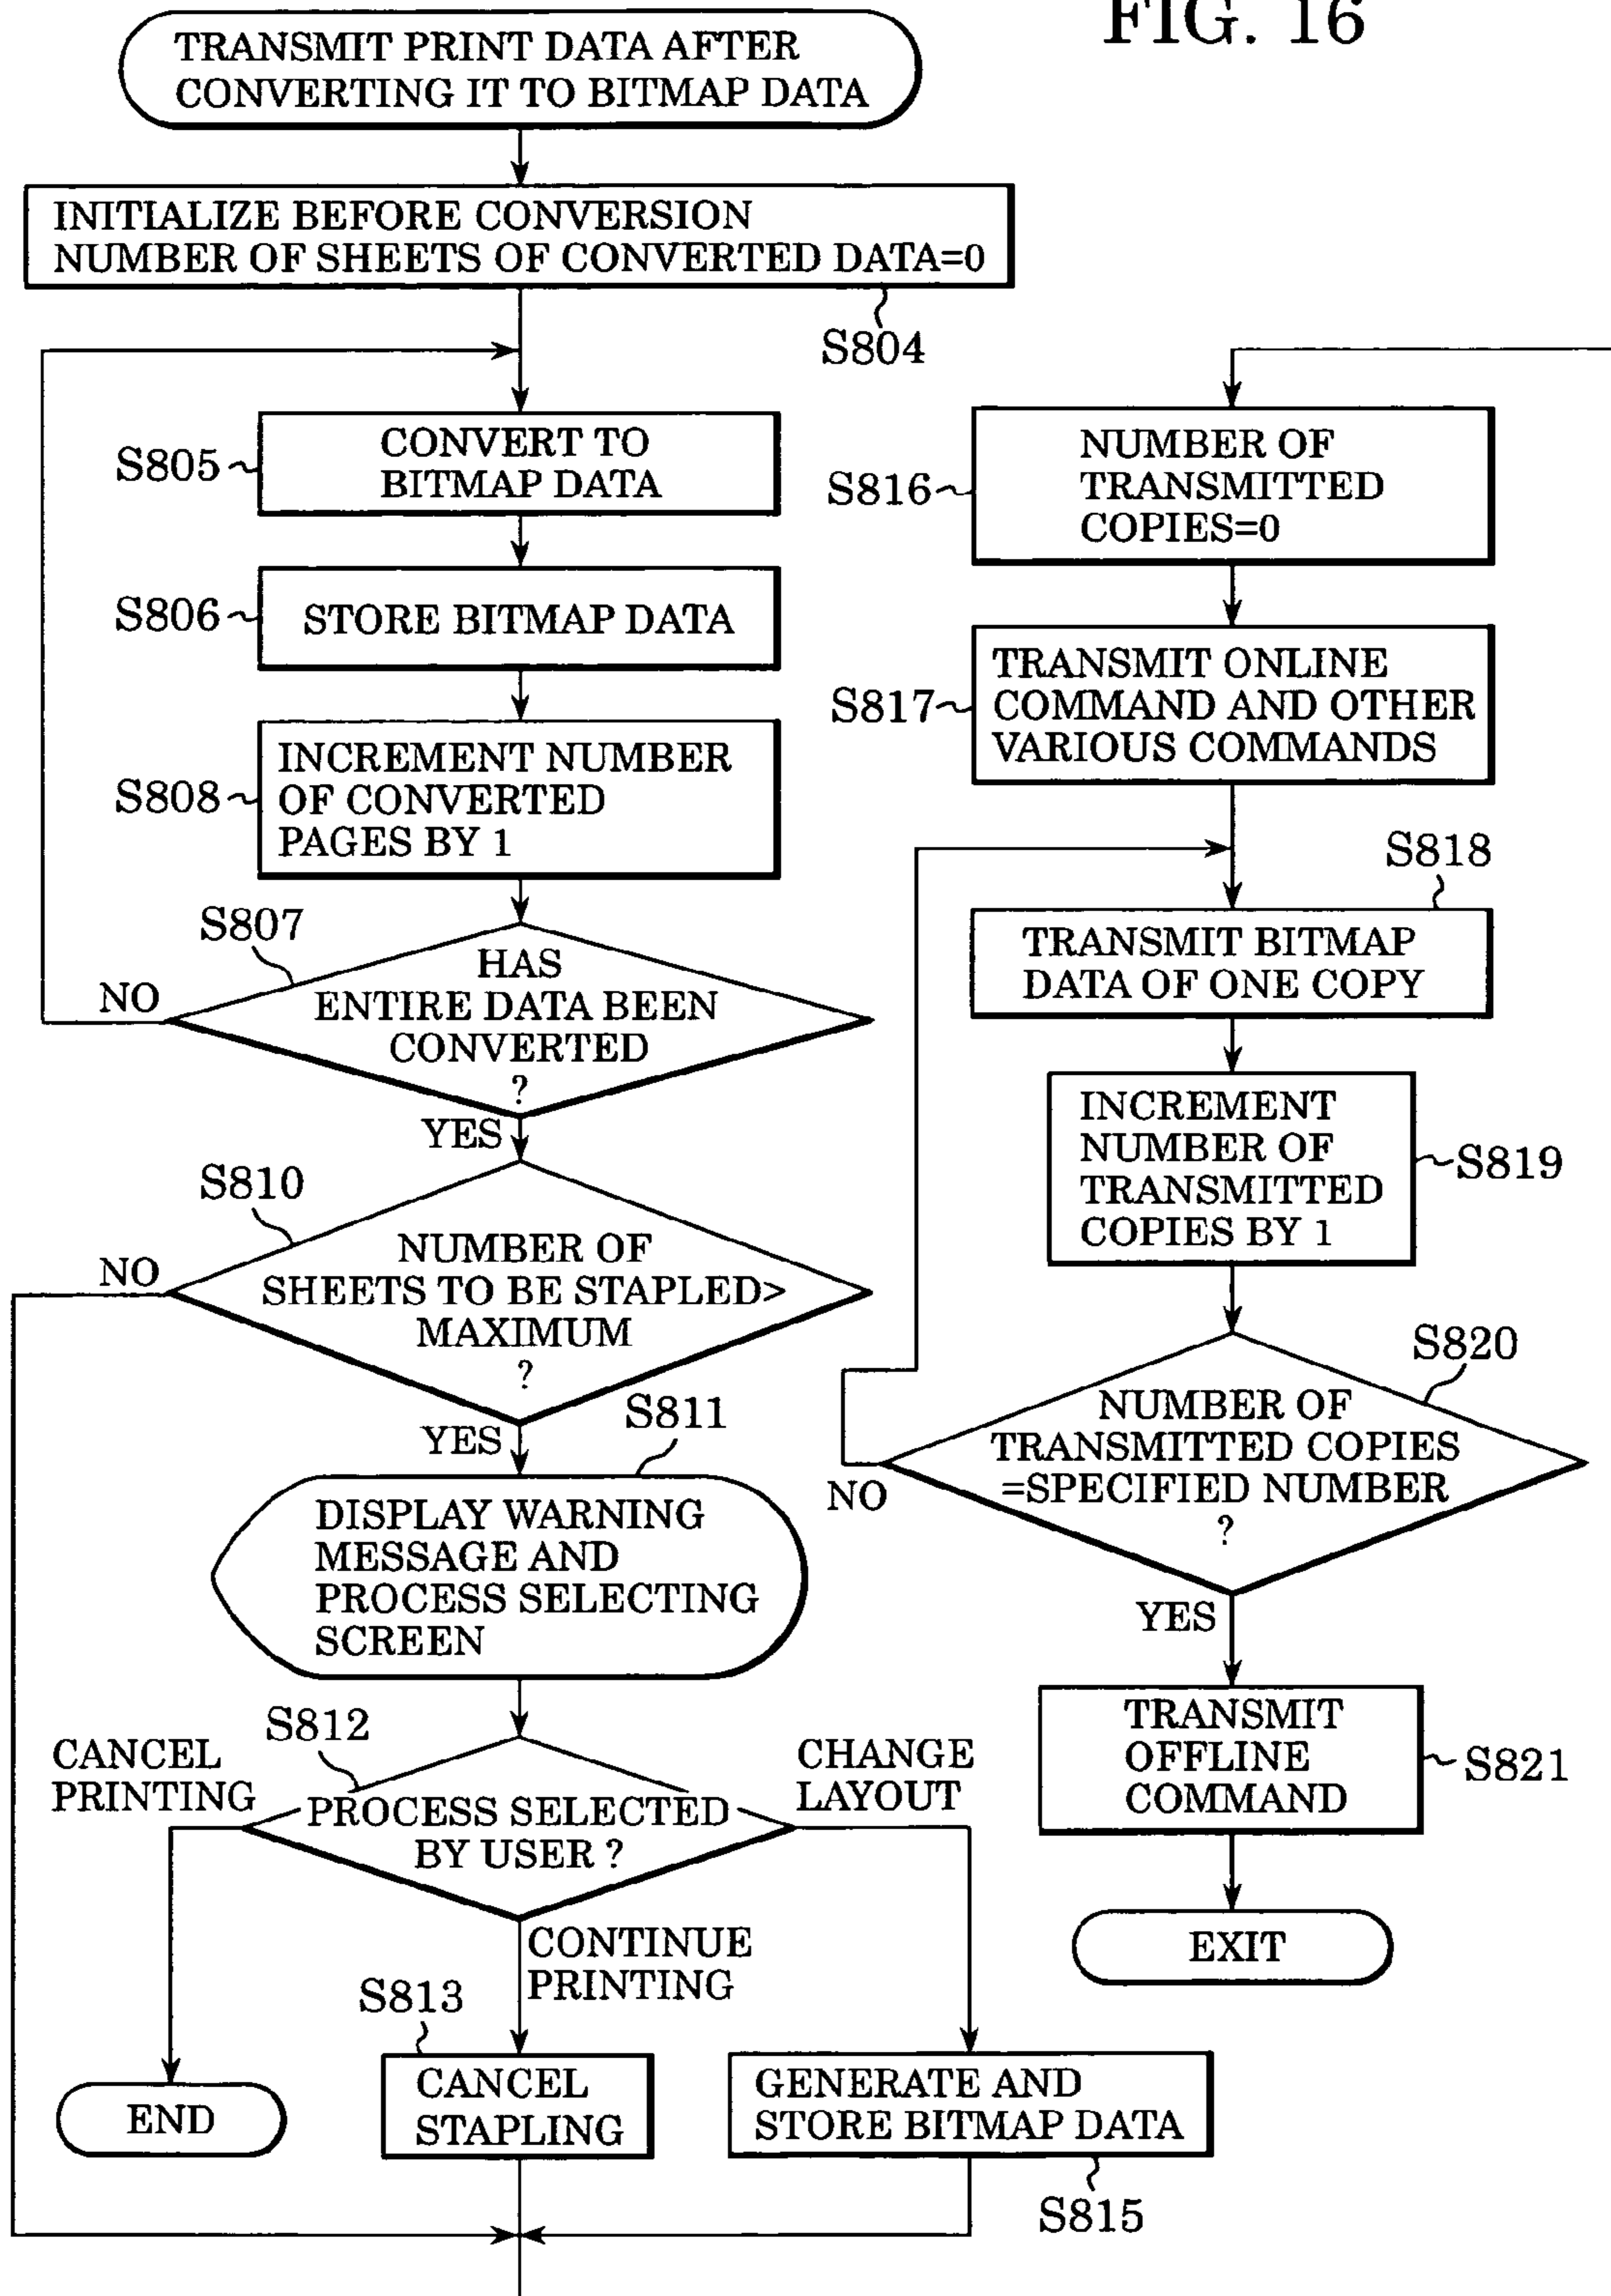 FIG. 16
TRANSMIT PRINT DATA AFTER
CONVERTING IT TO BITMAP DATA
INITIALIZE BEFORE CONVERSION
NUMBER OF SHEETS OF CONVERTED DATA=0
S804
S805
CONVERT TO
BITMAP DATA
S806
STORE BITMAP DATA
S808
INCREMENT NUMBER
OF CONVERTED
PAGES BY 1
S807
HAS
ENTIRE DATA BEEN
CONVERTED
?
NO
YES
S810
NUMBER OF
SHEETS TO BE STAPLED>
MAXIMUM
?
NO
YES
S811
DISPLAY WARNING
MESSAGE AND
PROCESS SELECTING
SCREEN
S812
PROCESS SELECTED
BY USER ?
CANCEL
PRINTING
CHANGE
LAYOUT
CONTINUE
PRINTING
END
S813
CANCEL
STAPLING
GENERATE AND
STORE BITMAP DATA
S815
S816
NUMBER OF
TRANSMITTED
COPIES=0
S817
TRANSMIT ONLINE
COMMAND AND OTHER
VARIOUS COMMANDS
S818
TRANSMIT BITMAP
DATA OF ONE COPY
INCREMENT
NUMBER OF
TRANSMITTED
COPIES BY 1
S819
S820
NUMBER OF
TRANSMITTED COPIES
=SPECIFIED NUMBER
?
NO
YES
TRANSMIT
OFFLINE
COMMAND
S821
EXIT